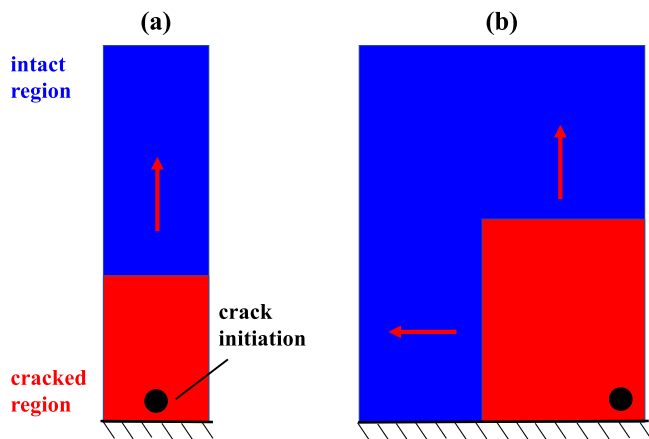 (a)
(b)
intact
region
crack
initiation
cracked
region